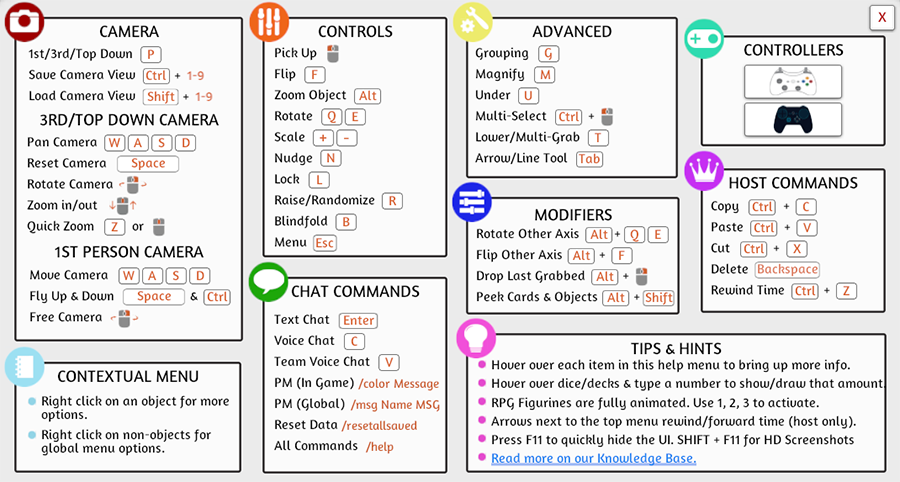 X
CAMERA
1st/3rd/Top Down P
Save Camera View Ctrl + 1-9
Load Camera View Shift + 1-9
3RD/TOP DOWN CAMERA
Pan Camera W A S D
Reset Camera Space
Rotate Camera
Zoom in/out
Quick Zoom Z or
1ST PERSON CAMERA
Move Camera W A S D
Fly Up & Down Space & Ctrl
Free Camera
CONTEXTUAL MENU
Right click on an object for more
options.
Right click on non-objects for
global menu options.
CONTROLS
Pick Up
Flip F
Zoom Object Alt
Rotate Q E
Scale + -
Nudge N
Lock L
Raise/Randomize R
Blindfold B
Menu Esc
CHAT COMMANDS
Text Chat Enter
Voice Chat C
Team Voice Chat V
PM (In Game) /color Message
PM (Global) /msg Name MSG
Reset Data /resetallsaved
All Commands /help
ADVANCED
Grouping G
Magnify M
Under U
Multi-Select Ctrl +
Lower/Multi-Grab T
Arrow/Line Tool Tab
MODIFIERS
Rotate Other Axis Alt + Q E
Flip Other Axis Alt + F
Drop Last Grabbed Alt +
Peek Cards & Objects Alt + Shift
CONTROLLERS
HOST COMMANDS
Copy Ctrl + C
Paste Ctrl + V
Cut Ctrl + X
Delete Backspace
Rewind Time Ctrl + Z
TIPS & HINTS
Hover over each item in this help menu to bring up more info.
Hover over dice/decks & type a number to show/draw that amount.
RPG Figurines are fully animated. Use 1, 2, 3 to activate.
Arrows next to the top menu rewind/forward time (host only).
Press F11 to quickly hide the UI. SHIFT + F11 for HD Screenshots
Read more on our Knowledge Base.